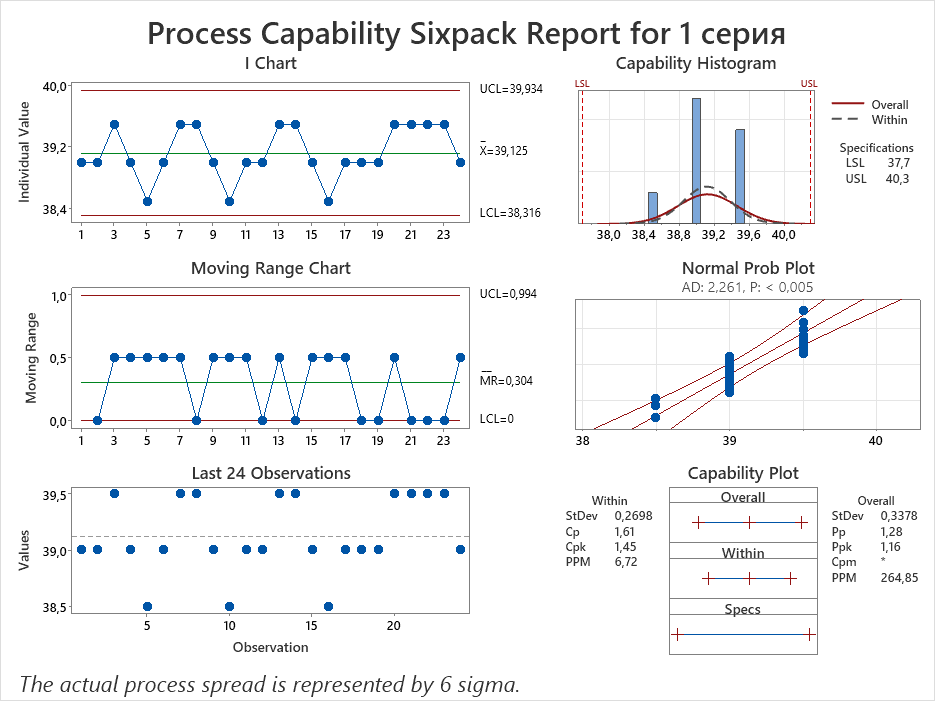 Process Capability Sixpack Report for 1 серия
I Chart
Individual Value
40,0
39,2
38,4
1 3 5 7 9 11 13 15 17 19 21 23
UCL=39,934
_
X=39,125
LCL=38,316
Capability Histogram
LSL USL
38,0 38,4 38,8 39,2 39,6 40,0
Overall
Within
Specifications
LSL 37,7
USL 40,3
Moving Range Chart
Moving Range
1,0
0,5
0,0
1 3 5 7 9 11 13 15 17 19 21 23
UCL=0,994
__
MR=0,304
LCL=0
Normal Prob Plot
AD: 2,261, P: < 0,005
38 39 40
Last 24 Observations
Values
39,5
39,0
38,5
5 10 15 20
Observation
Capability Plot
Within
StDev 0,2698
Cp 1,61
Cpk 1,45
PPM 6,72
Overall
Within
Specs
Overall
StDev 0,3378
Pp 1,28
Ppk 1,16
Cpm *
PPM 264,85
The actual process spread is represented by 6 sigma.